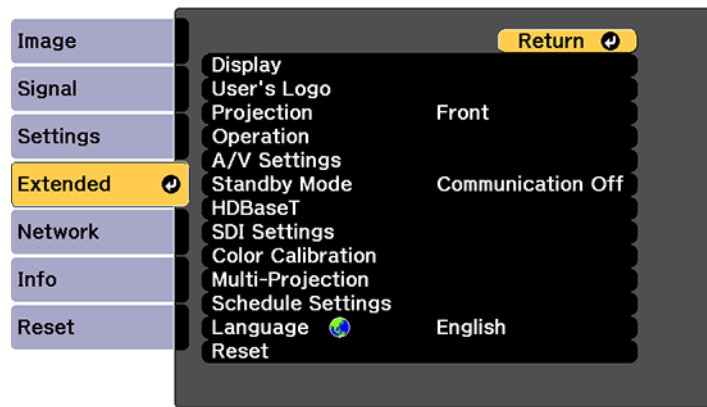 Image
Signal
Settings
Extended
Network
Info
Reset
Return
Display
User's Logo
Projection Front
Operation
A/V Settings
Standby Mode Communication Off
HDBaseT
SDI Settings
Color Calibration
Multi-Projection
Schedule Settings
Language English
Reset